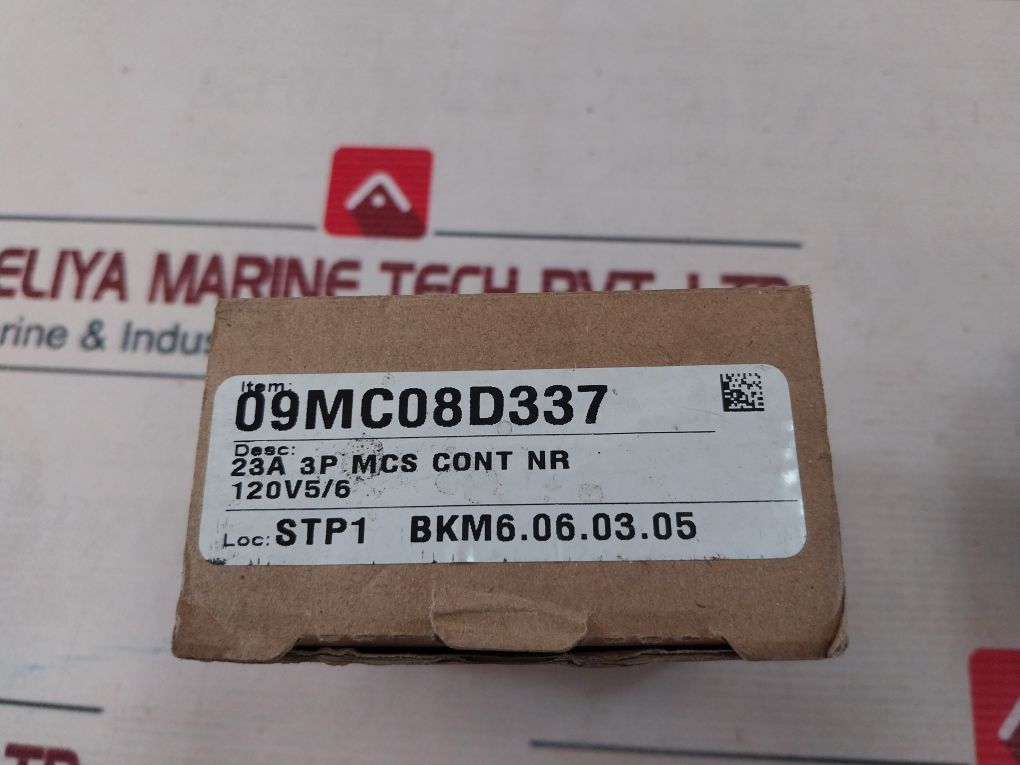 ELIYA MARINE TECH PVT. LTD
rine & Indus
Item:
09MC08D337
Desc:
23A 3P MCS CONT NR
120V5/6
Loc: STP1 BKM6.06.03.05